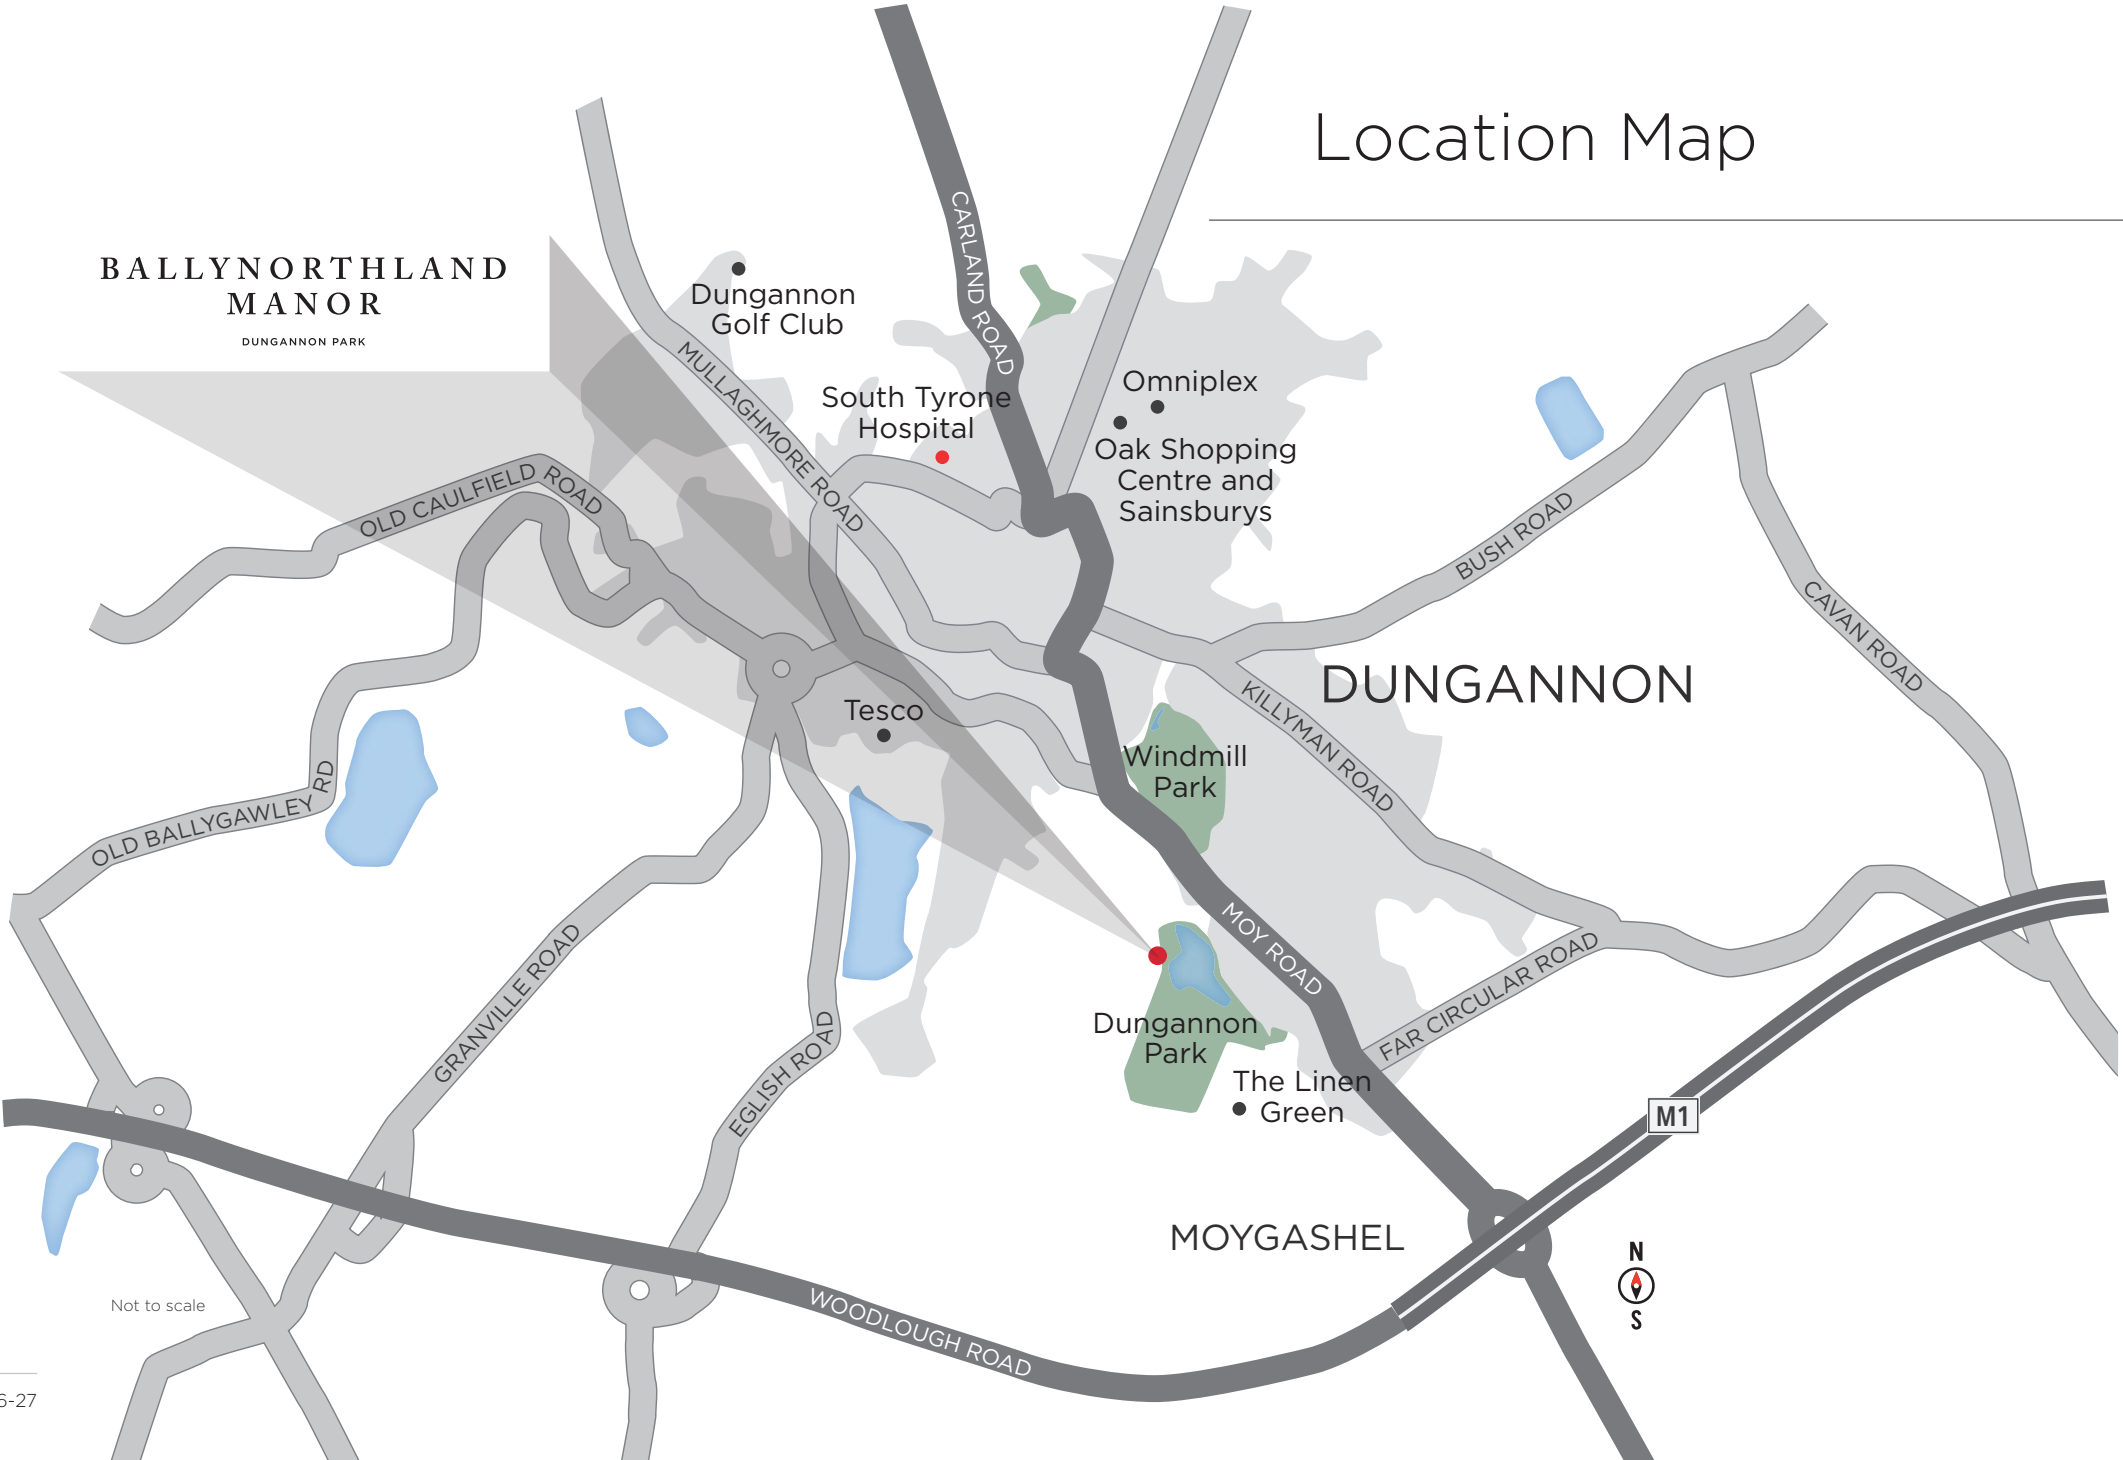 Location Map
BALLYNORTHLAND
MANOR
DUNGANNON PARK
CARLAND ROAD
Dungannon
Golf Club
MULLAGHMORE ROAD
South Tyrone
Hospital
Omniplex
Oak Shopping
Centre and
Sainsburys
OLD CAULFIELD ROAD
BUSH ROAD
CAVAN ROAD
DUNGANNON
KILLYMAN ROAD
Tesco
Windmill
Park
OLD BALLYGAWLEY RD
MOY ROAD
GRANVILLE ROAD
FAR CIRCULAR ROAD
EGLISH ROAD
Dungannon
Park
The Linen
Green
M1
MOYGASHEL
N
S
Not to scale
WOODLOUGH ROAD
6-27